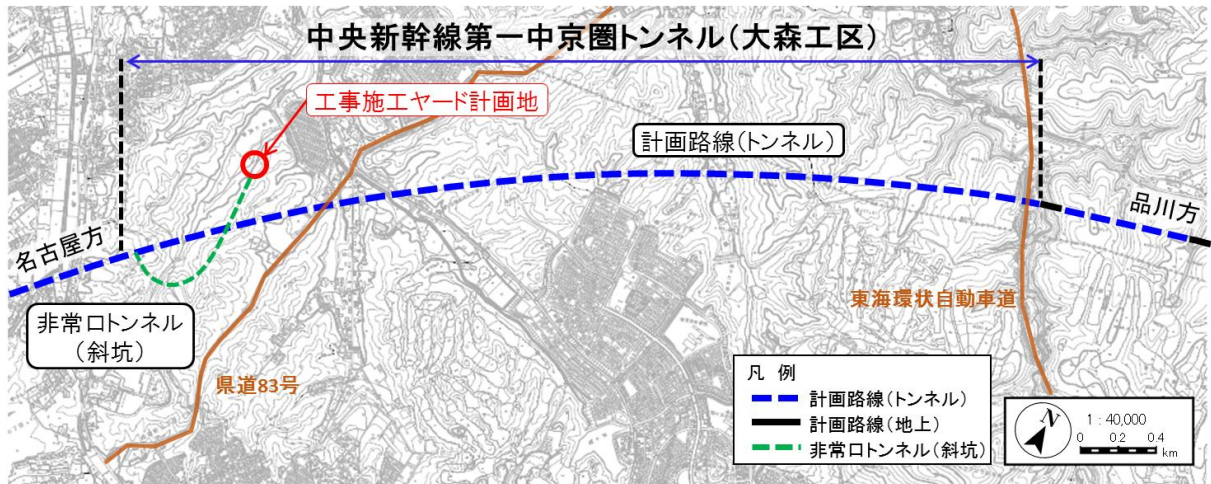 中央新幹線第一中京圏トンネル(大森工区)
工事施工ヤード計画地
計画路線(トンネル)
名古屋方
品川方
非常口トンネル
(斜坑)
東海環状自動車道
県道83号
凡 例
計画路線(トンネル)
計画路線(地上)
非常口トンネル(斜坑)
N
1 : 40,000
0 0.2 0.4
km